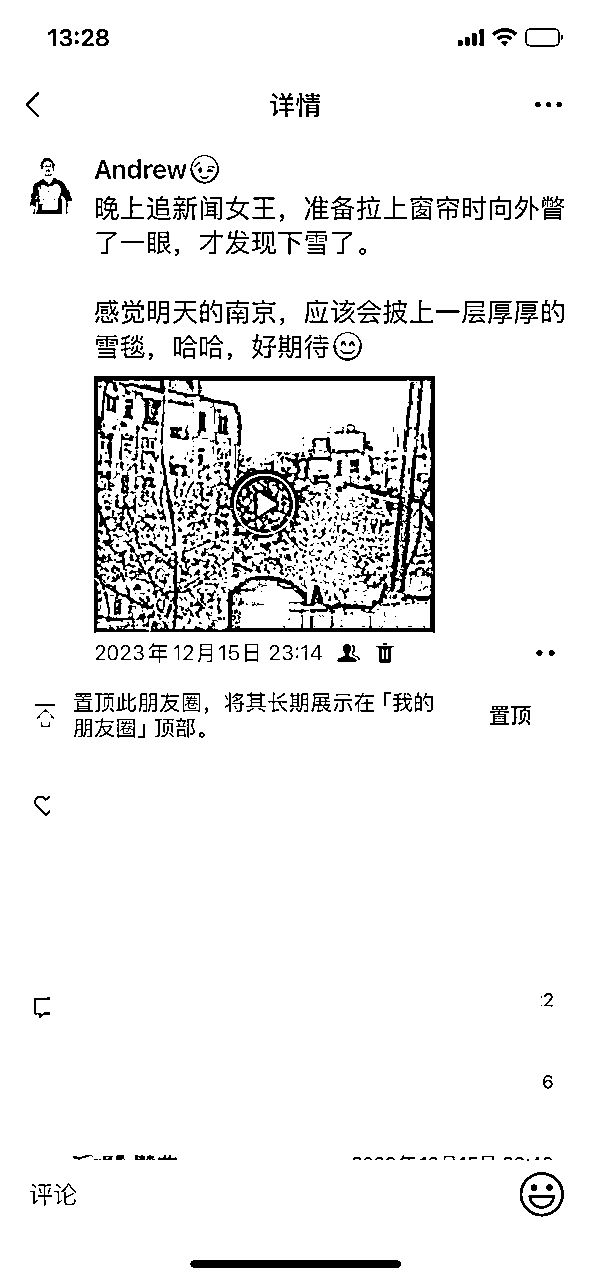 13:28
详情
Andrew😉
晚上追新闻女王，准备拉上窗帘时向外瞥
了一眼，才发现下雪了。
感觉明天的南京，应该会披上一层厚厚的
雪毯，哈哈，好期待😊
2023年12月15日 23:14
置顶此朋友圈，将其长期展示在「我的
朋友圈」顶部。
置顶
2
6
评论